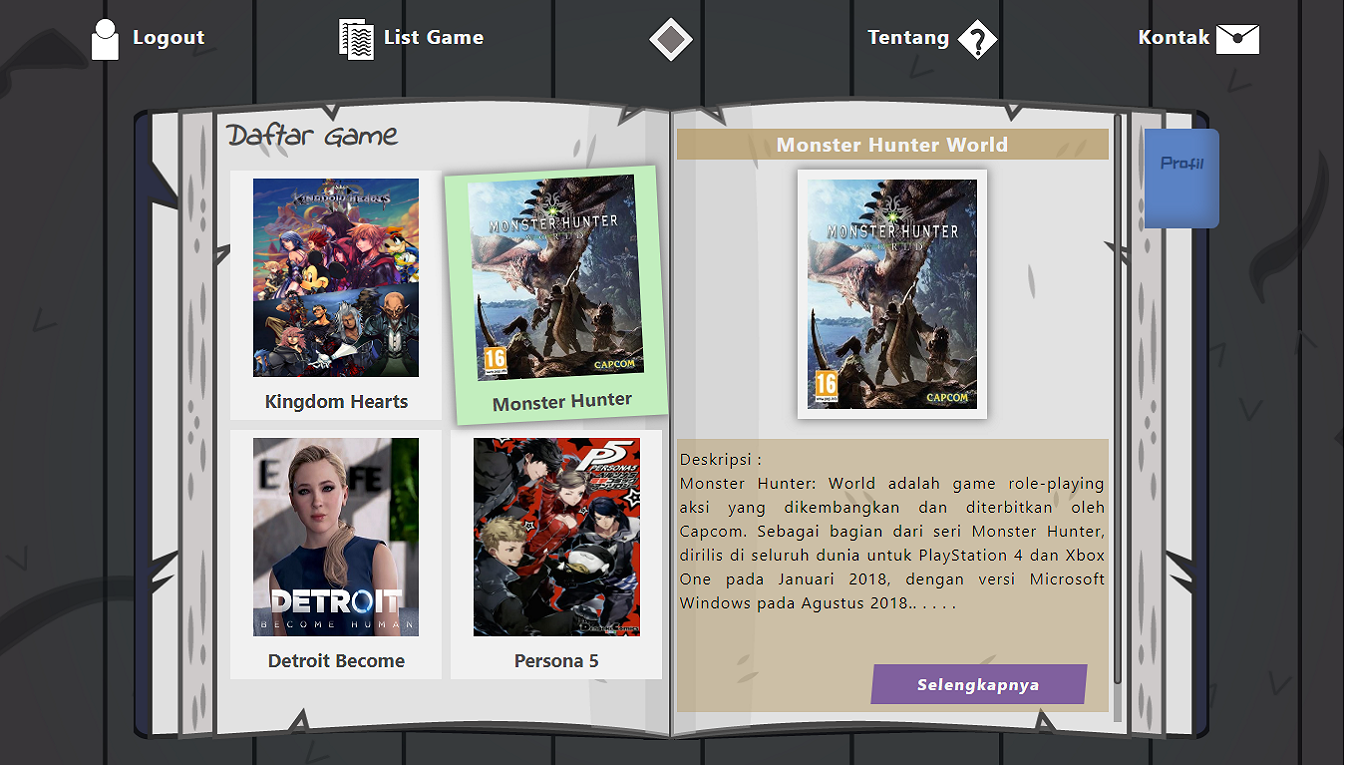 Logout
List Game
Tentang
?
Kontak
Daftar Game
Monster Hunter World
Profil
KINGDOM HEARTS
MONSTER HUNTER
WORLD
16
CAPCOM
Kingdom Hearts
Monster Hunter
MONSTER HUNTER
WORLD
16
CAPCOM
DETROIT
BECOME HUMAN
P5
PERSONA5
Detroit Become
Persona 5
Deskripsi :
Monster Hunter: World adalah game role-playing
aksi yang dikembangkan dan diterbitkan oleh
Capcom. Sebagai bagian dari seri Monster Hunter,
dirilis di seluruh dunia untuk PlayStation 4 dan Xbox
One pada Januari 2018, dengan versi Microsoft
Windows pada Agustus 2018.. . . . .
Selengkapnya